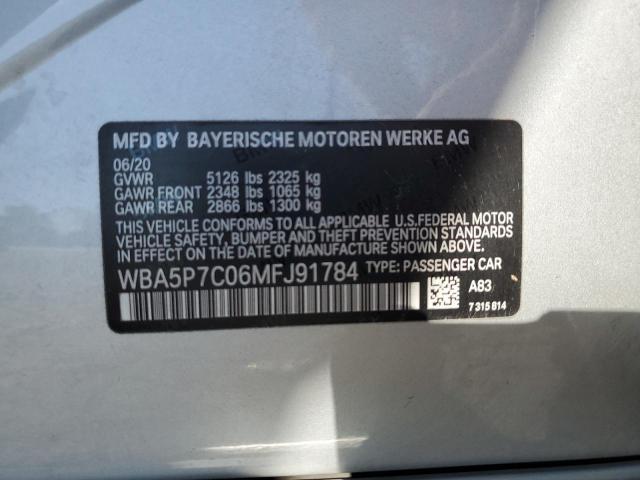 MFD BY BAYERISCHE MOTOREN WERKE AG
06/20
GVWR 5126 lbs 2325 kg
GAWR FRONT 2348 lbs 1065 kg
GAWR REAR 2866 lbs 1300 kg
THIS VEHICLE CONFORMS TO ALL APPLICABLE U.S.FEDERAL MOTOR
VEHICLE SAFETY, BUMPER AND THEFT PREVENTION STANDARDS
IN EFFECT ON THE DATE OF MANUFACTURE SHOWN ABOVE.
WBA5P7C06MFJ91784 TYPE: PASSENGER CAR
A83
7 315 814